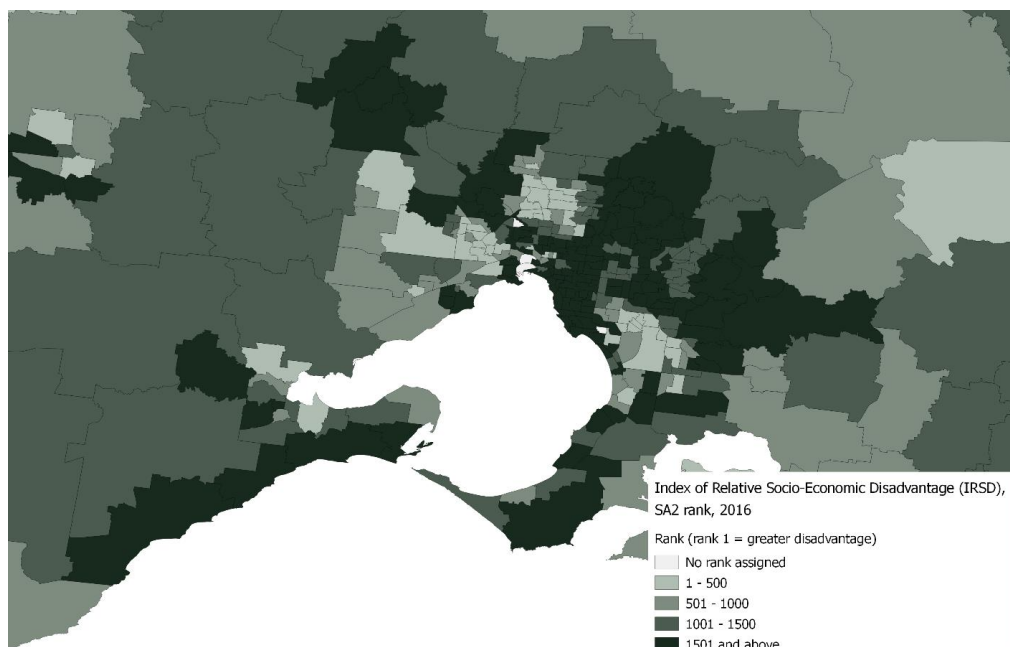 Index of Relative Socio-Economic Disadvantage (IRSD),
SA2 rank, 2016
Rank (rank 1 = greater disadvantage)
No rank assigned
1 - 500
501 - 1000
1001 - 1500
1501 and above